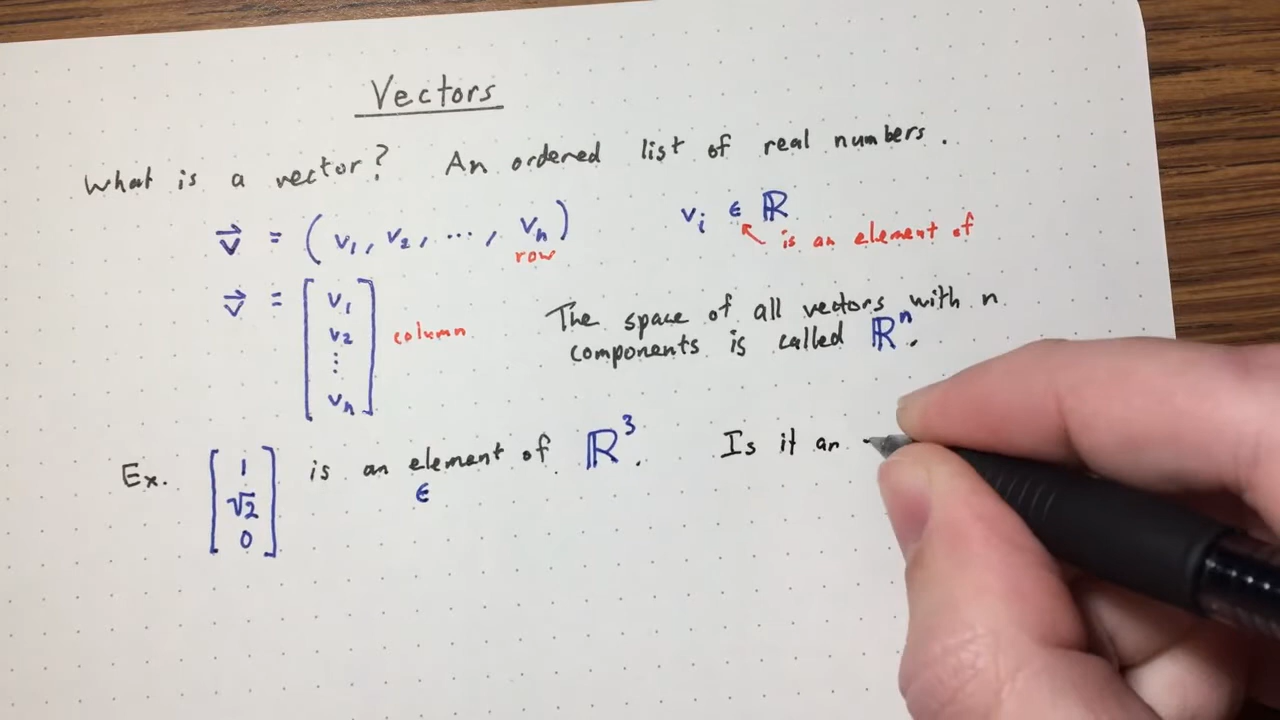 Vectors
What is a vector? An ordered list of real numbers.
v⃗ = (v₁, v₂, ⋯, vₙ) vᵢ ∈ ℝ
row
is an element of
v⃗ = [v₁
v₂
⋮
vₙ]
column
The space of all vectors with n
components is called ℝⁿ.
Ex. [1
√2
0]
is an element of ℝ³. Is it an
∈